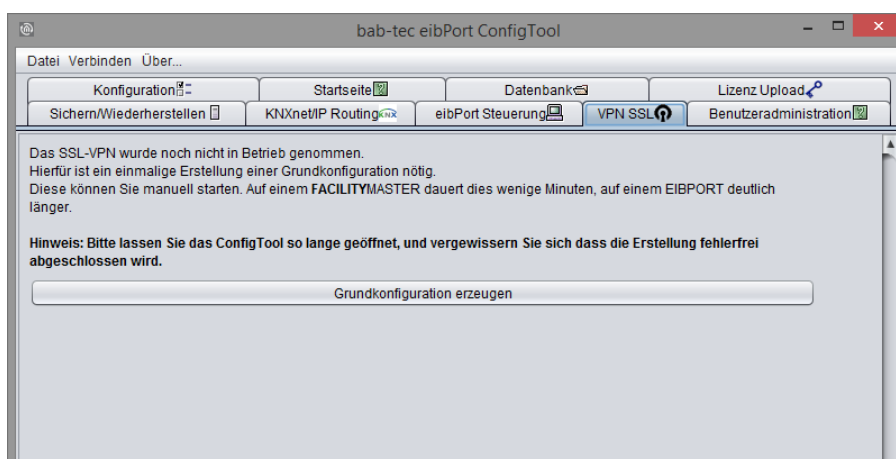 bab-tec eibPort ConfigTool
Datei Verbinden Über...
Konfiguration Startseite Datenbank Lizenz Upload
Sichern/Wiederherstellen KNXnet/IP Routing KNX eibPort Steuerung VPN SSL Benutzeradministration
Das SSL-VPN wurde noch nicht in Betrieb genommen.
Hierfür ist ein einmalige Erstellung einer Grundkonfiguration nötig.
Diese können Sie manuell starten. Auf einem FACILITYMASTER dauert dies wenige Minuten, auf einem EIBPORT deutlich
länger.
Hinweis: Bitte lassen Sie das ConfigTool so lange geöffnet, und vergewissern Sie sich dass die Erstellung fehlerfrei
abgeschlossen wird.
Grundkonfiguration erzeugen